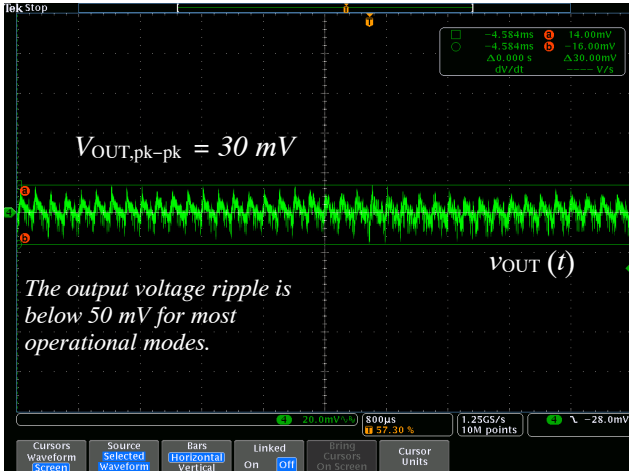 Tek Stop
T
T
−4.584ms a 14.00mV
−4.584ms b −16.00mV
Δ0.000 s Δ30.00mV
dV/dt −−−− V/s
V_OUT,pk−pk = 30 mV
a
4
b
v_OUT (t)
The output voltage ripple is
below 50 mV for most
operational modes.
4 20.0mV∿
800µs
T 57.30 %
1.25GS/s
10M points
4 \ −28.0mV
Cursors
Waveform
Screen
Source
Selected
Waveform
Bars
Horizontal
Vertical
Linked
On Off
Bring
Cursors
On Screen
Cursor
Units